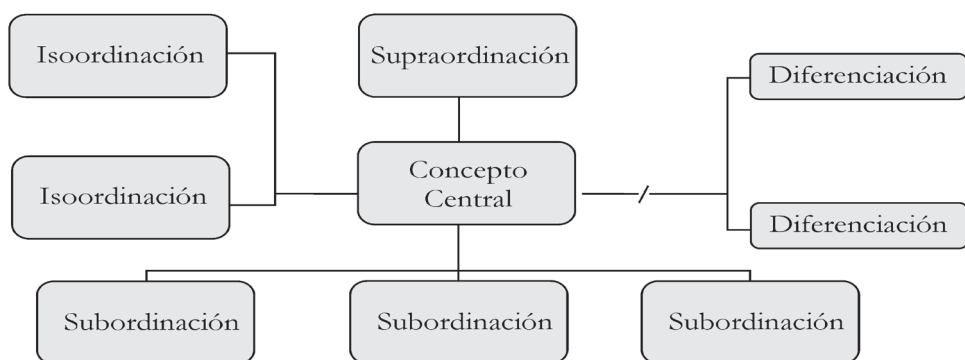 Isoordinación
Supraordinación
Diferenciación
Isoordinación
Concepto
Central
Diferenciación
Subordinación
Subordinación
Subordinación